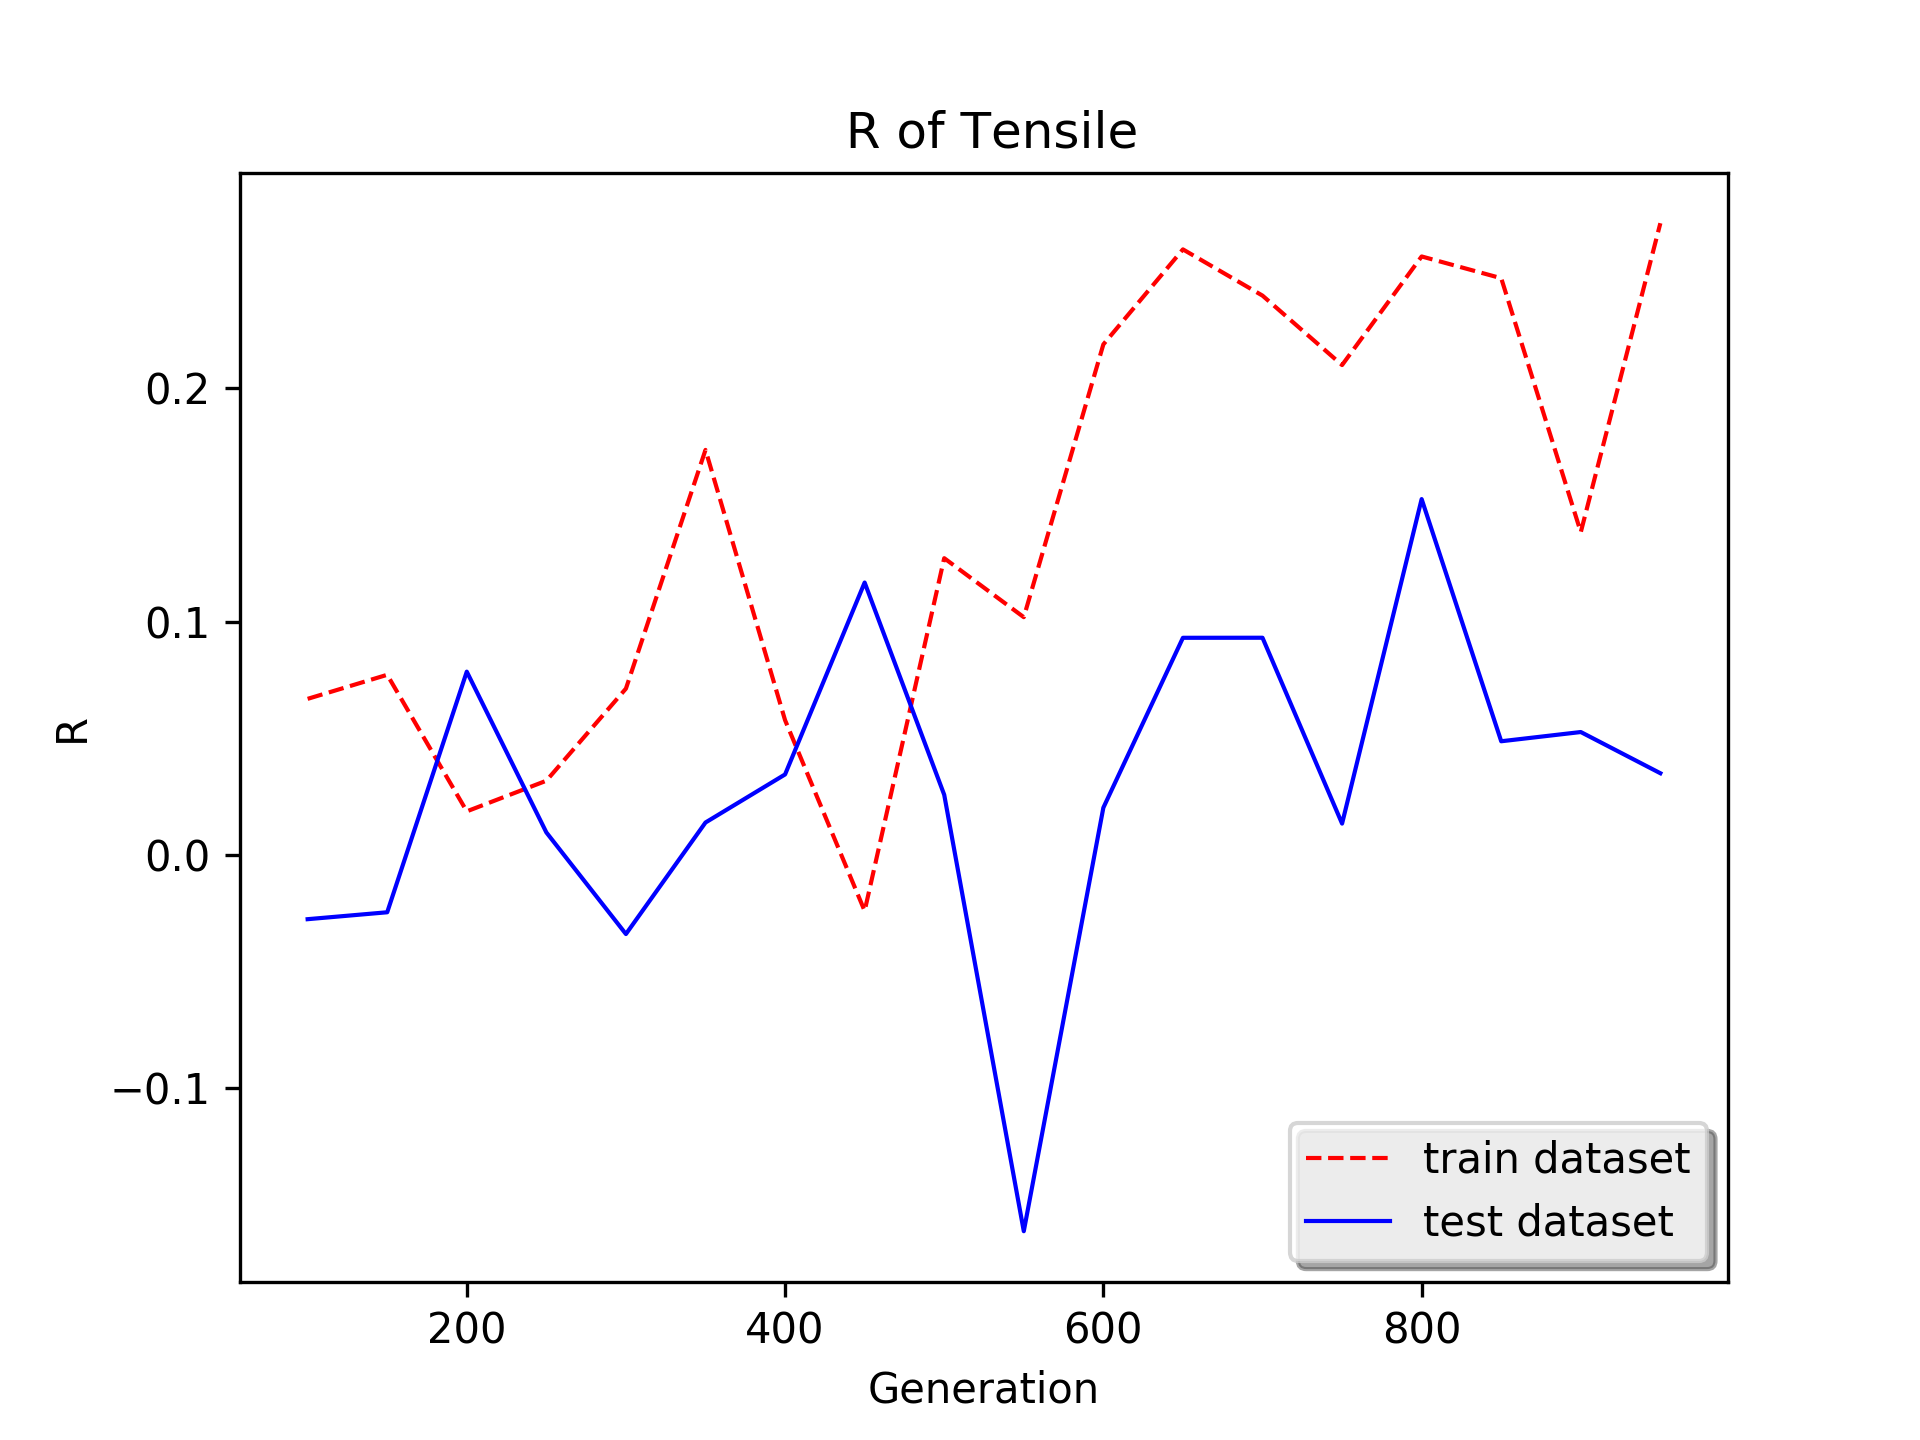 R of Tensile
R
0.2
0.1
0.0
−0.1
200 400 600 800
Generation
train dataset
test dataset